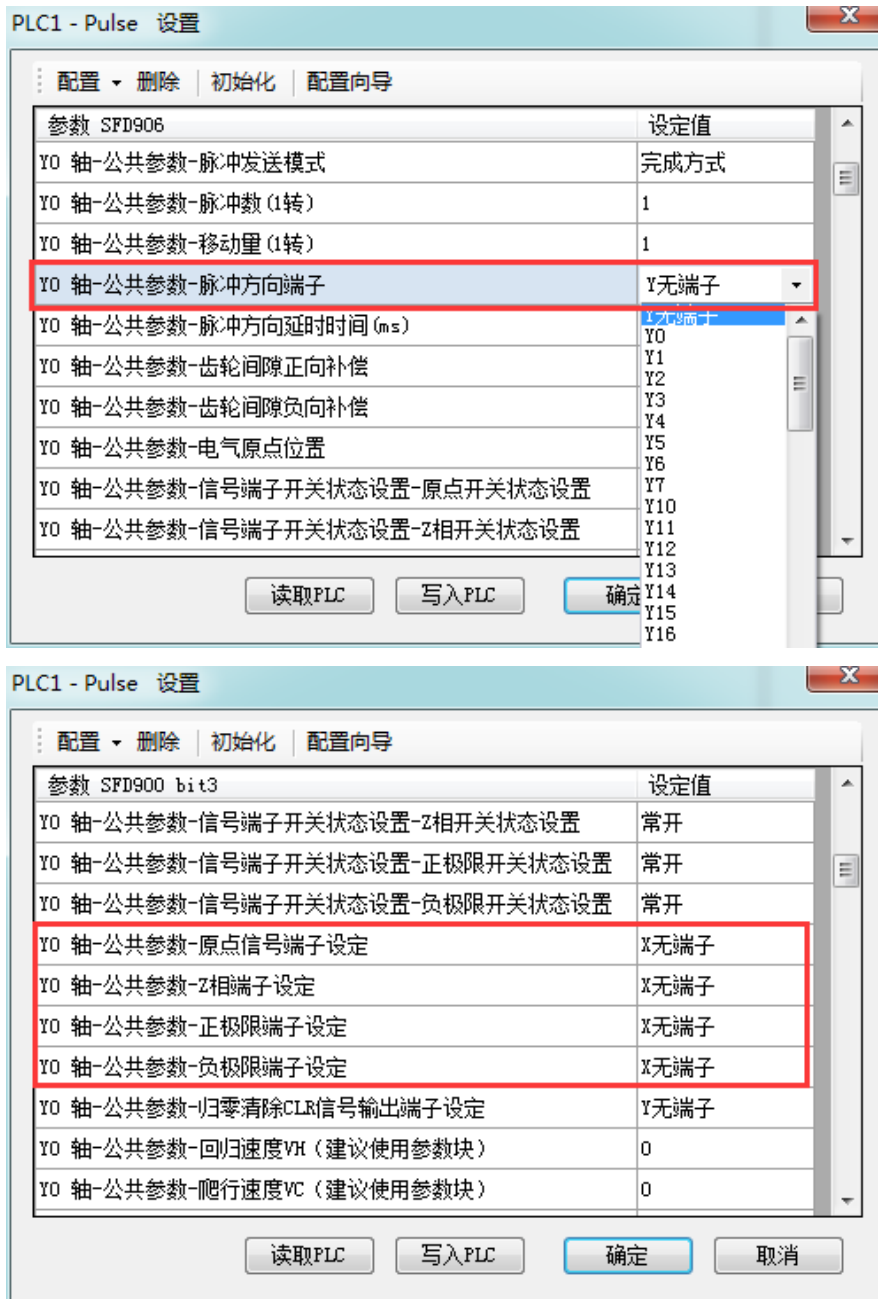 PLC1 - Pulse 设置
配置 删除 初始化 配置向导
参数 SFD906 设定值
Y0 轴-公共参数-脉冲发送模式 完成方式
Y0 轴-公共参数-脉冲数(1转) 1
Y0 轴-公共参数-移动量(1转) 1
Y0 轴-公共参数-脉冲方向端子 Y无端子
Y无端子
Y0 轴-公共参数-脉冲方向延时时间(ms)
Y0
Y1
Y0 轴-公共参数-齿轮间隙正向补偿
Y2
Y3
Y0 轴-公共参数-齿轮间隙负向补偿
Y4
Y5
Y0 轴-公共参数-电气原点位置
Y6
Y7
Y0 轴-公共参数-信号端子开关状态设置-原点开关状态设置
Y10
Y11
Y0 轴-公共参数-信号端子开关状态设置-Z相开关状态设置
Y12
Y13
Y14
读取PLC 写入PLC 确定
Y15
Y16
PLC1 - Pulse 设置
配置 删除 初始化 配置向导
参数 SFD900 bit3 设定值
Y0 轴-公共参数-信号端子开关状态设置-Z相开关状态设置 常开
Y0 轴-公共参数-信号端子开关状态设置-正极限开关状态设置 常开
Y0 轴-公共参数-信号端子开关状态设置-负极限开关状态设置 常开
Y0 轴-公共参数-原点信号端子设定 X无端子
Y0 轴-公共参数-Z相端子设定 X无端子
Y0 轴-公共参数-正极限端子设定 X无端子
Y0 轴-公共参数-负极限端子设定 X无端子
Y0 轴-公共参数-归零清除CLR信号输出端子设定 Y无端子
Y0 轴-公共参数-回归速度VH（建议使用参数块） 0
Y0 轴-公共参数-爬行速度VC（建议使用参数块） 0
读取PLC 写入PLC 确定 取消